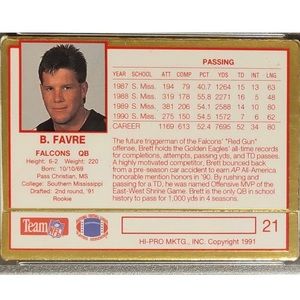 PASSING
YEAR SCHOOL ATT COMP PCT YDS TD INT LG
1987 S. Miss. 194 79 40.7 1264 15 13 63
1988 S. Miss. 319 178 55.8 2271 16 5 48
1989 S. Miss. 381 206 54.1 2588 14 10 80
1990 S. Miss. 275 150 54.5 1572 7 6 54
CAREER 1169 613 52.4 7695 52 34 80
B. FAVRE
FALCONS QB
Height: 6-2 Weight: 220
Born: 10/10/69
Pass Christian, MS
College: Southern Mississippi
Drafted: 2nd round, '91
Rookie
The future triggerman of the Falcons' "Red Gun"
offense, Brett holds the Golden Eagles' all-time records
for completions, attempts, passing yds, and TD passes.
A highly motivated competitor, Brett bounced back
from a pre-season car accident to earn AP All-America
honorable mention honors in '90. By rushing and
passing for a TD, he was named Offensive MVP of the
East-West Shrine Game. Brett is the only QB in school
history to pass for 1,000 yards in 4 seasons.
Team NFL
21
HI-PRO MKTG., INC. Copyright 1991